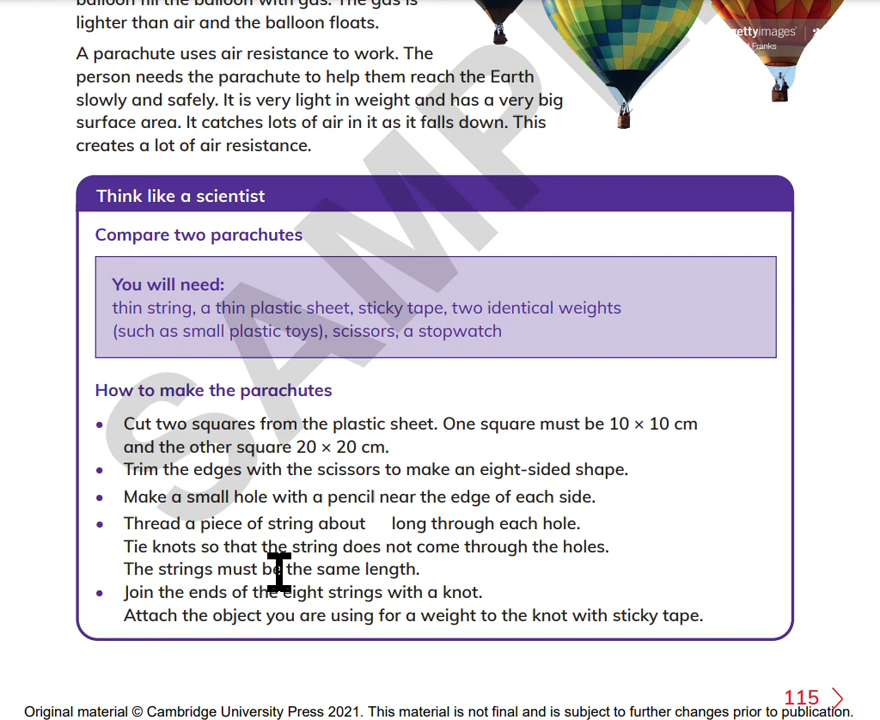 balloon fill the balloon with gas. The gas is
lighter than air and the balloon floats.
A parachute uses air resistance to work. The
person needs the parachute to help them reach the Earth
slowly and safely. It is very light in weight and has a very big
surface area. It catches lots of air in it as it falls down. This
creates a lot of air resistance.
gettyimages
Franks
SAMPLE
Think like a scientist
Compare two parachutes
You will need:
thin string, a thin plastic sheet, sticky tape, two identical weights
(such as small plastic toys), scissors, a stopwatch
How to make the parachutes
• Cut two squares from the plastic sheet. One square must be 10 × 10 cm
and the other square 20 × 20 cm.
• Trim the edges with the scissors to make an eight-sided shape.
• Make a small hole with a pencil near the edge of each side.
• Thread a piece of string about long through each hole.
Tie knots so that the string does not come through the holes.
The strings must be the same length.
• Join the ends of the eight strings with a knot.
Attach the object you are using for a weight to the knot with sticky tape.
115
Original material © Cambridge University Press 2021. This material is not final and is subject to further changes prior to publication.